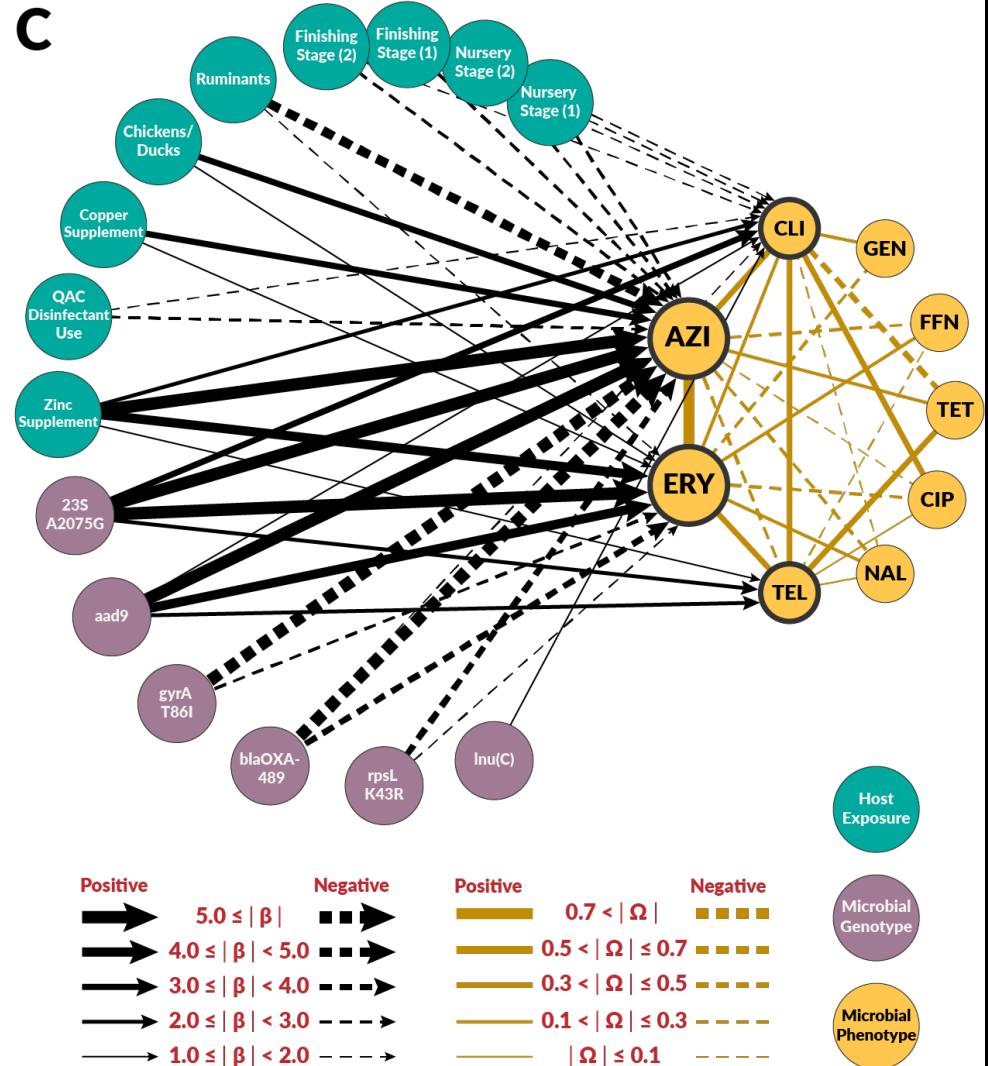 C
Finishing
Stage (2)
Finishing
Stage (1)
Nursery
Stage (2)
Nursery
Stage (1)
Ruminants
Chickens/
Ducks
Copper
Supplement
QAC
Disinfectant
Use
Zinc
Supplement
23S
A2075G
aad9
gyrA
T86I
blaOXA-
489
rpsL
K43R
lnu(C)
CLI
AZI
ERY
TEL
GEN
FFN
TET
CIP
NAL
Host
Exposure
Microbial
Genotype
Microbial
Phenotype
Positive Negative
5.0 ≤ | β |
4.0 ≤ | β | < 5.0
3.0 ≤ | β | < 4.0
2.0 ≤ | β | < 3.0
1.0 ≤ | β | < 2.0
Positive Negative
0.7 < | Ω |
0.5 < | Ω | ≤ 0.7
0.3 < | Ω | ≤ 0.5
0.1 < | Ω | ≤ 0.3
| Ω | ≤ 0.1